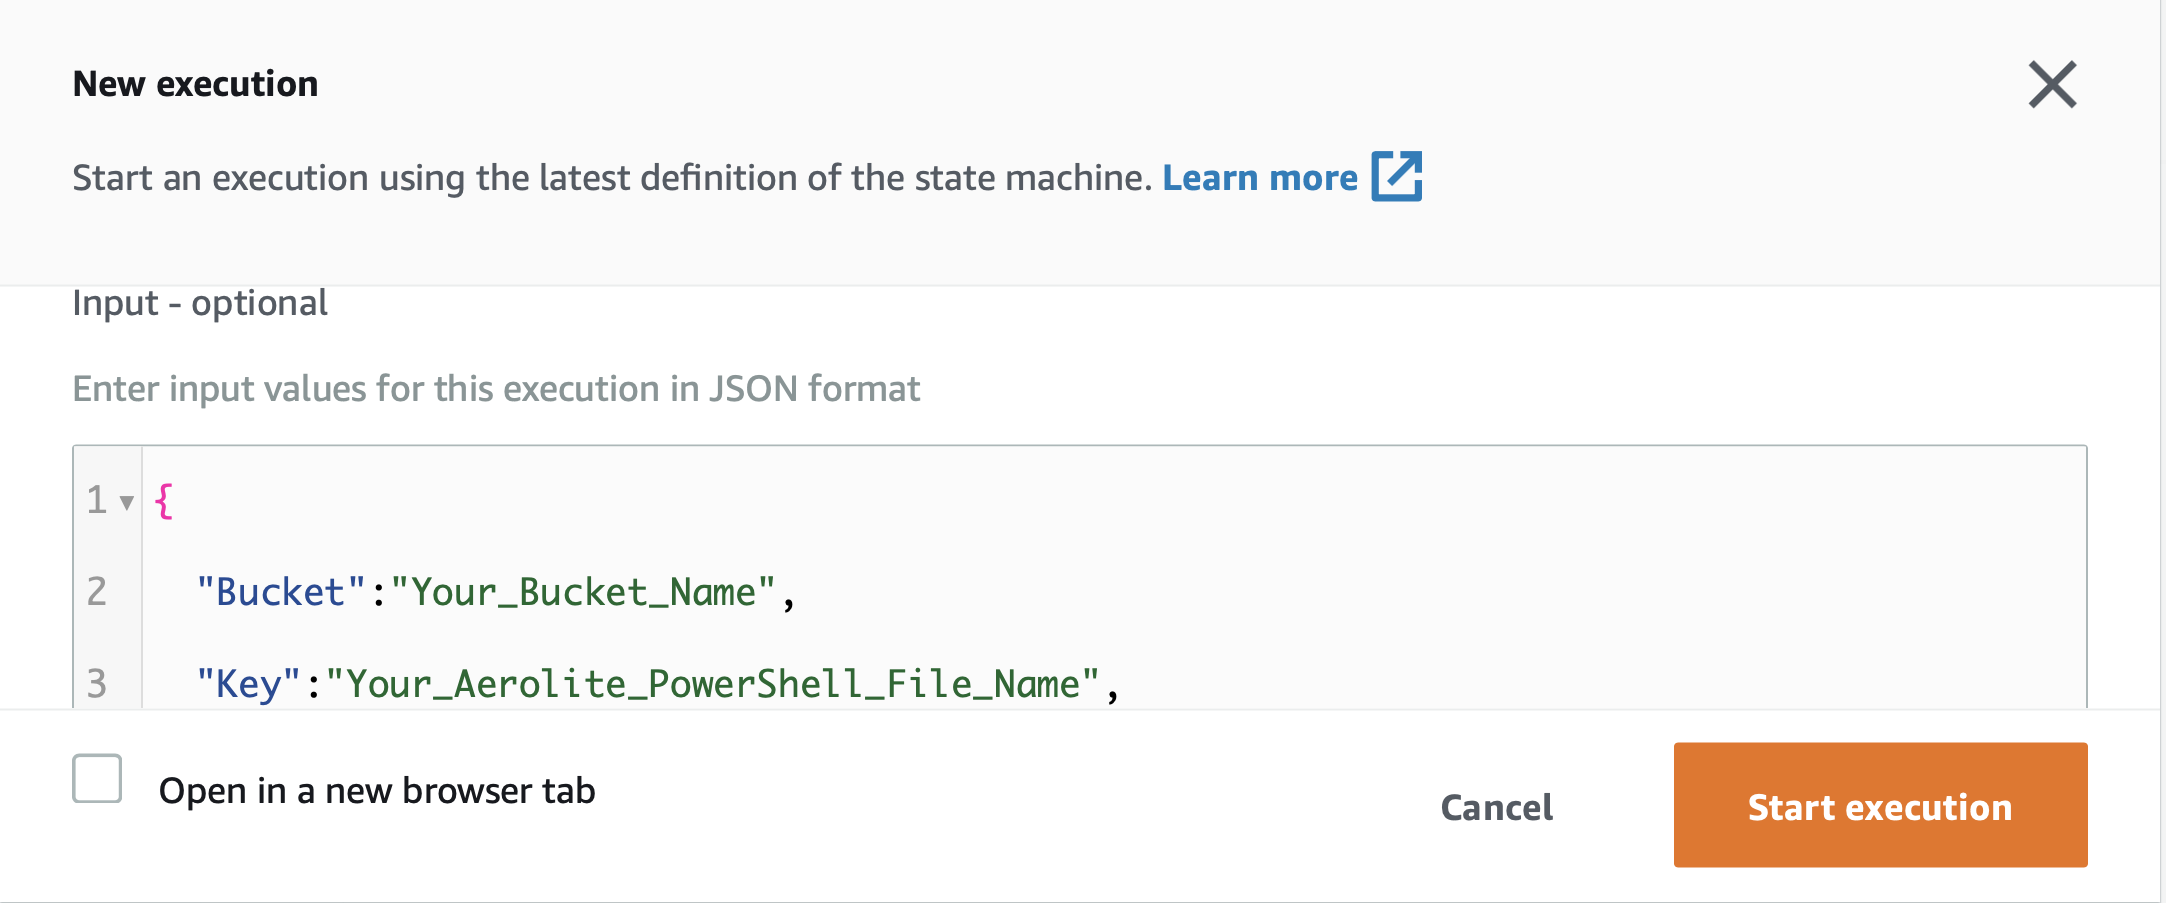 New execution
Start an execution using the latest definition of the state machine. Learn more
Input - optional
Enter input values for this execution in JSON format
1 {
2 "Bucket":"Your_Bucket_Name",
3 "Key":"Your_Aerolite_PowerShell_File_Name",
Open in a new browser tab
Cancel
Start execution